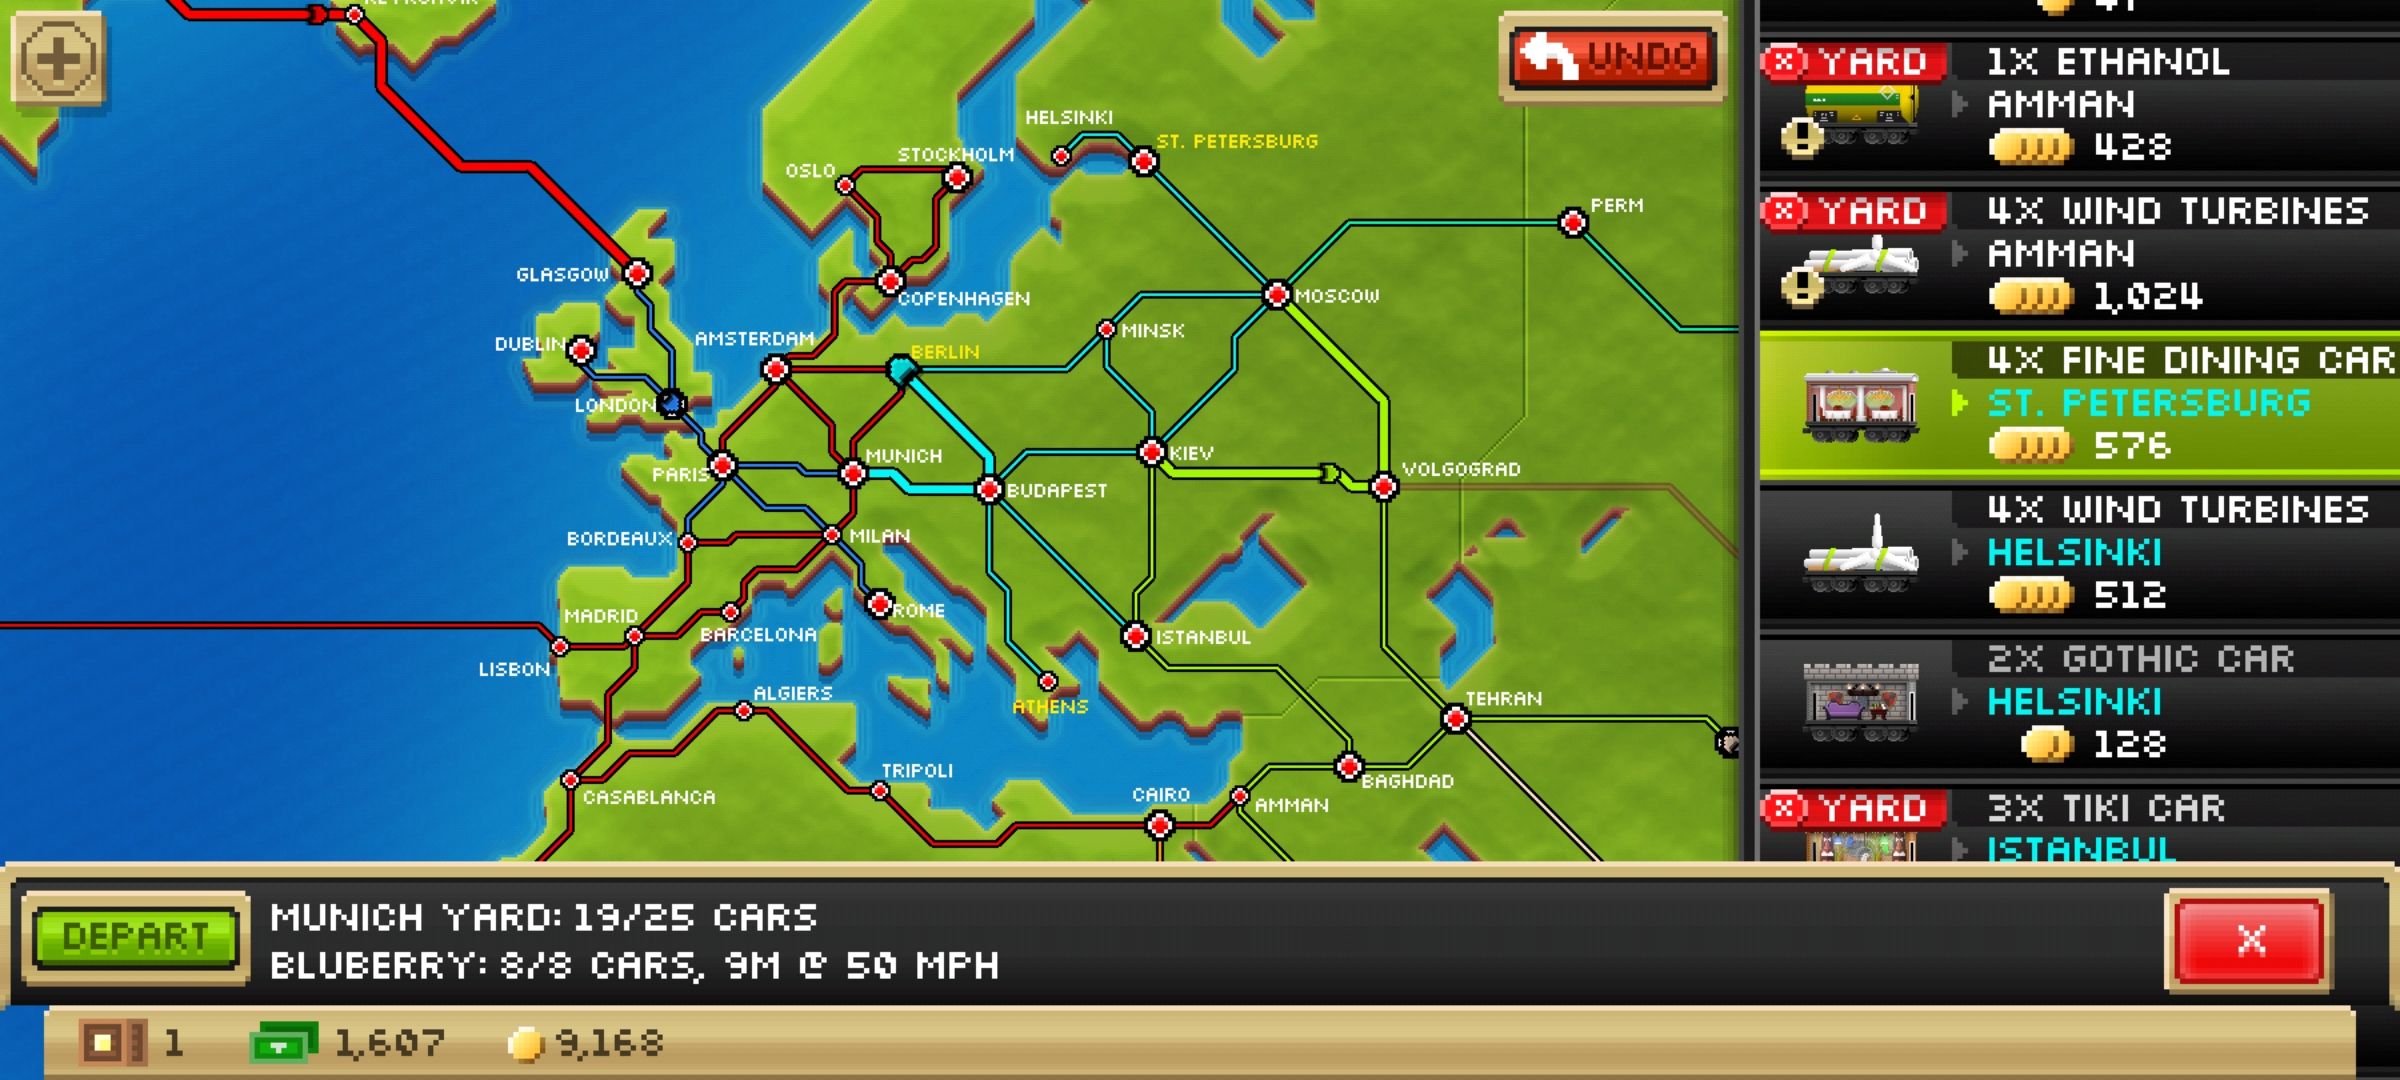 UNDO
HELSINKI
ST. PETERSBURG
STOCKHOLM
OSLO
PERM
GLASGOW
COPENHAGEN
MOSCOW
MINSK
DUBLIN
AMSTERDAM
BERLIN
LONDON
PARIS
MUNICH
BUDAPEST
KIEV
VOLGOGRAD
BORDEAUX
MILAN
MADRID
ROME
BARCELONA
ISTANBUL
LISBON
ALGIERS
ATHENS
TEHRAN
TRIPOLI
CAIRO
BAGHDAD
CASABLANCA
AMMAN
YARD
1X ETHANOL
AMMAN
428
YARD
4X WIND TURBINES
AMMAN
1,024
4X FINE DINING CAR
ST. PETERSBURG
576
4X WIND TURBINES
HELSINKI
512
2X GOTHIC CAR
HELSINKI
128
YARD
3X TIKI CAR
ISTANBUL
DEPART
MUNICH YARD: 19/25 CARS
BLUBERRY: 8/8 CARS, 9M @ 50 MPH
X
1
1,607
9,168